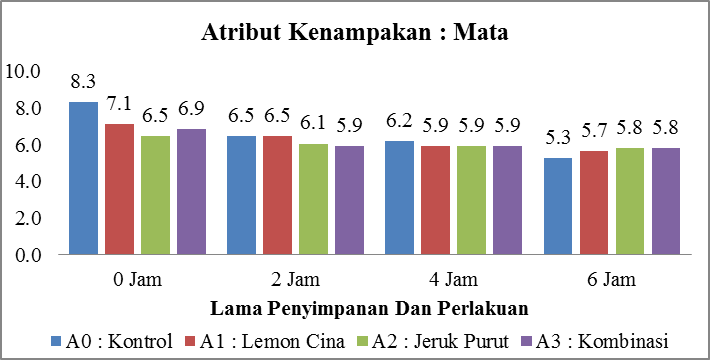 Atribut Kenampakan : Mata
10.0
8.0
6.0
4.0
2.0
0.0
8.3 7.1 6.5 6.9 6.5 6.5 6.1 5.9 6.2 5.9 5.9 5.9 5.3 5.7 5.8 5.8
0 Jam 2 Jam 4 Jam 6 Jam
Lama Penyimpanan Dan Perlakuan
A0 : Kontrol A1 : Lemon Cina A2 : Jeruk Purut A3 : Kombinasi